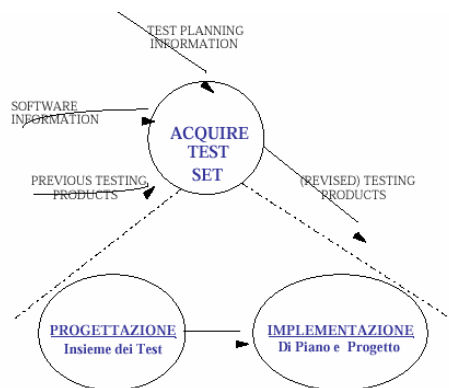 TEST PLANNING
INFORMATION
SOFTWARE
INFORMATION
ACQUIRE
TEST
SET
PREVIOUS TESTING
PRODUCTS
(REVISED) TESTING
PRODUCTS
PROGETTAZIONE
Insieme dei Test
IMPLEMENTAZIONE
Di Piano e Progetto